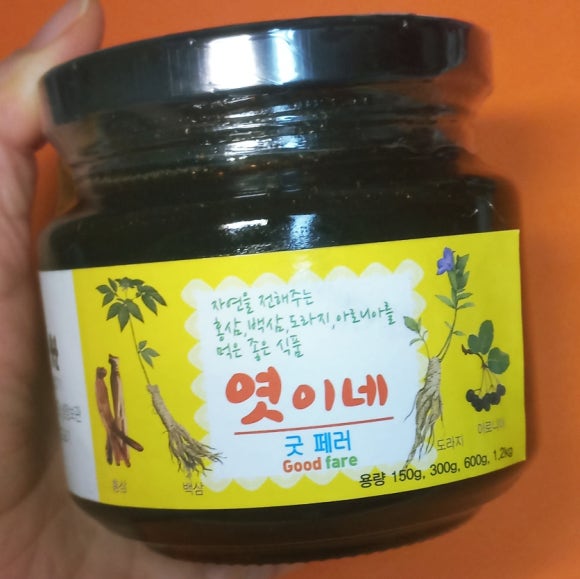 자연을 전해주는
홍삼,백삼,도라지,아로니아를
먹은 좋은 식품
엿이네
굿 페러
Good fare
홍삼
백삼
도라지
아로니아
용량 150g, 300g, 600g, 1,2kg